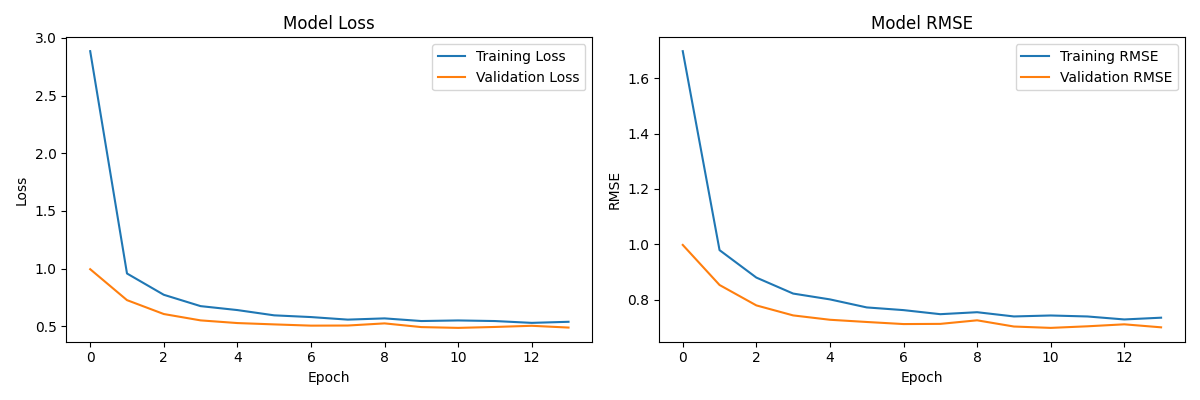 Model Loss
3.0
2.5
2.0
1.5
1.0
0.5
Loss
0 2 4 6 8 10 12
Epoch
Training Loss
Validation Loss
Model RMSE
1.6
1.4
1.2
1.0
0.8
RMSE
0 2 4 6 8 10 12
Epoch
Training RMSE
Validation RMSE